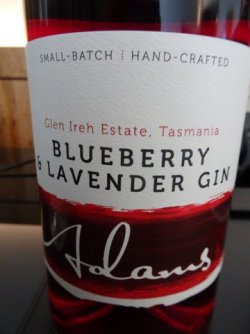 SMALL-BATCH | HAND-CRAFTED
Glen Ireh Estate, Tasmania
BLUEBERRY
& LAVENDER GIN
Adams